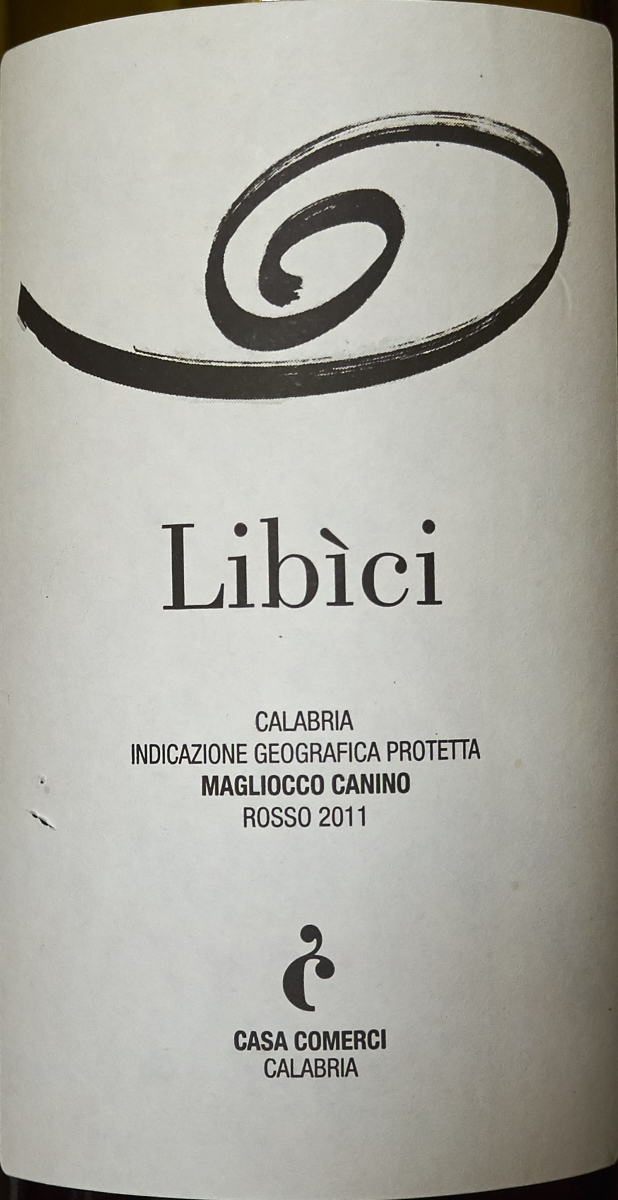 Libìci
CALABRIA
INDICAZIONE GEOGRAFICA PROTETTA
MAGLIOCCO CANINO
ROSSO 2011
CASA COMERCI
CALABRIA